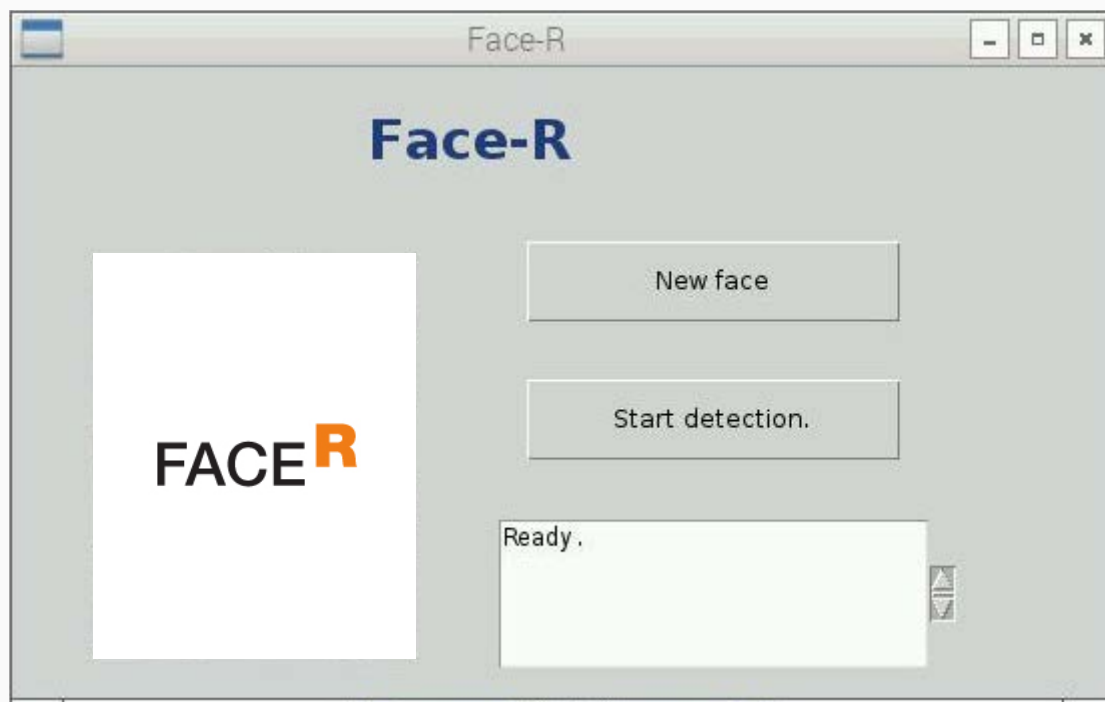 Face-R
Face-R
New face
FACE R
Start detection.
Ready.